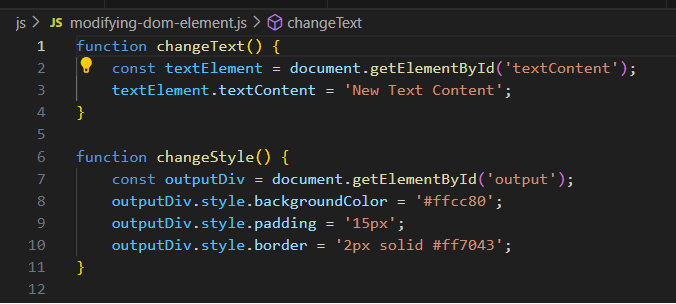 js > JS modifying-dom-element.js > changeText
1 function changeText() {
2     const textElement = document.getElementById('textContent');
3     textElement.textContent = 'New Text Content';
4 }
5
6 function changeStyle() {
7     const outputDiv = document.getElementById('output');
8     outputDiv.style.backgroundColor = '#ffcc80';
9     outputDiv.style.padding = '15px';
10     outputDiv.style.border = '2px solid #ff7043';
11 }
12